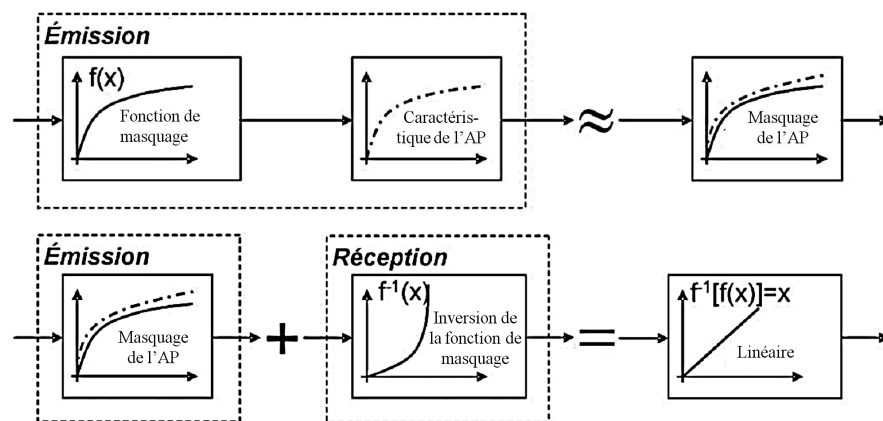 Émission
f(x)
Fonction de
masquage
Caractéris-
tique de l'AP
≈
Masquage
de l'AP
Émission
Masquage
de l'AP
+
Réception
f⁻¹(x)
Inversion de
la fonction de
masquage
=
f⁻¹[f(x)]=x
Linéaire